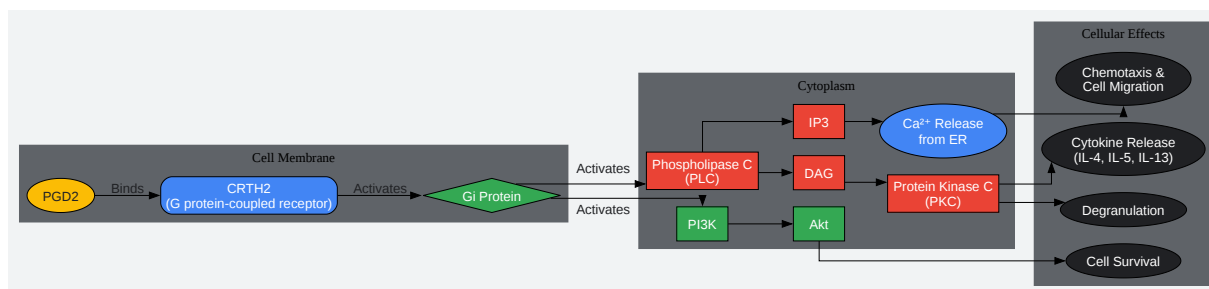 Cell Membrane
PGD2
Binds
CRTH2
(G protein-coupled receptor)
Activates
Gi Protein
Activates
Activates
Cytoplasm
Phospholipase C
(PLC)
IP3
DAG
PI3K
Akt
Ca²⁺ Release
from ER
Protein Kinase C
(PKC)
Cellular Effects
Chemotaxis &
Cell Migration
Cytokine Release
(IL-4, IL-5, IL-13)
Degranulation
Cell Survival